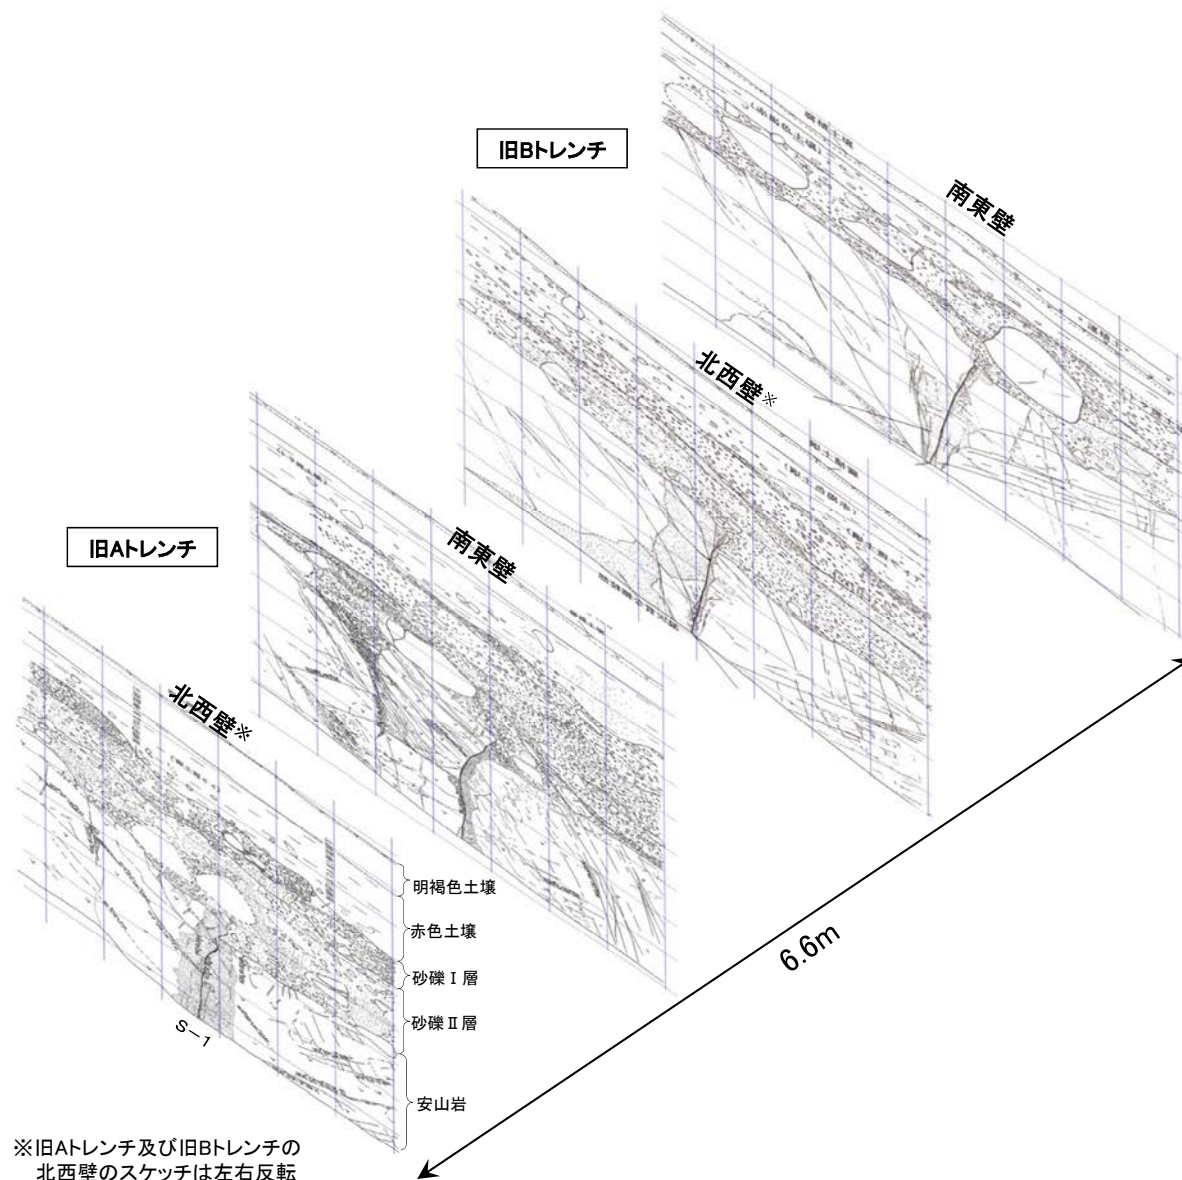 旧Bトレンチ
南東壁
北西壁※
旧Aトレンチ
南東壁
北西壁※
明褐色土壌
赤色土壌
砂礫Ⅰ層
砂礫Ⅱ層
安山岩
S-1
6.6m
※旧Aトレンチ及び旧Bトレンチの
北西壁のスケッチは左右反転